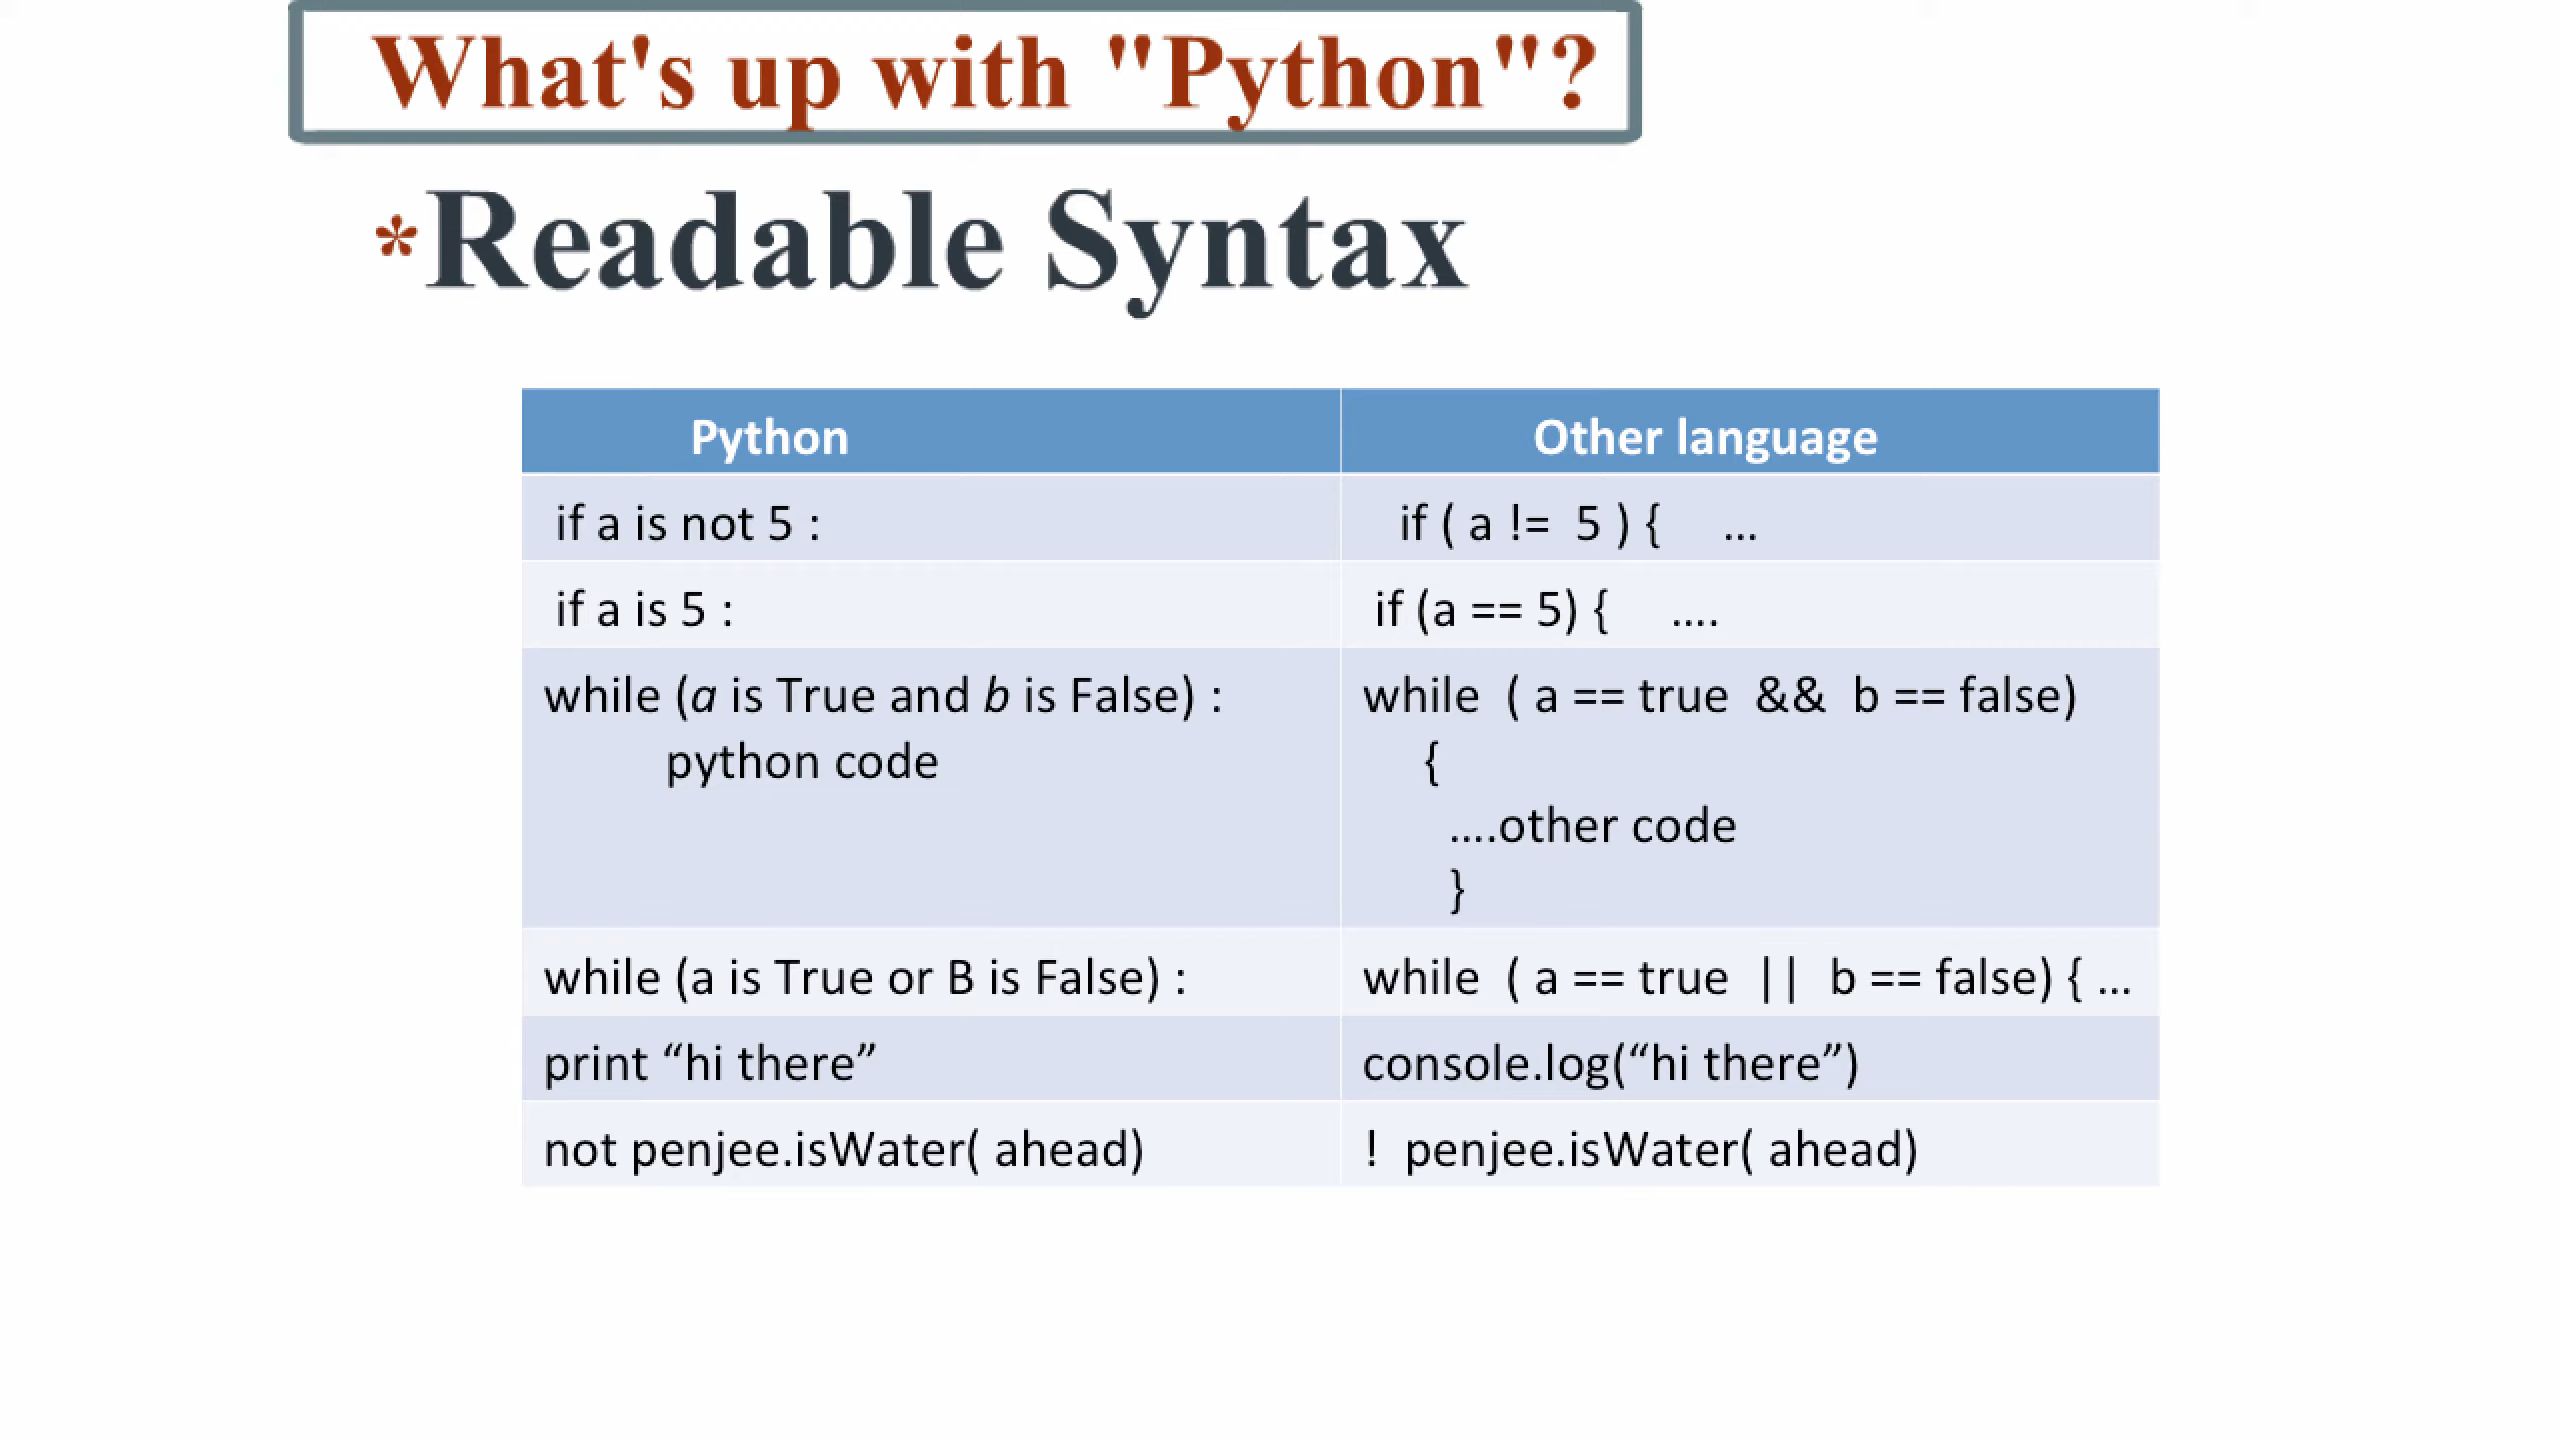 What's up with "Python"?
*Readable Syntax
Python
Other language
if a is not 5 :
if ( a !=  5 ) {     ...
if a is 5 :
if (a == 5) {     ....
while (a is True and b is False) :
python code
while  ( a == true  &&  b == false)
{
....other code
}
while (a is True or B is False) :
while  ( a == true  ||  b == false) { ...
print “hi there”
console.log(“hi there”)
not penjee.isWater( ahead)
!  penjee.isWater( ahead)